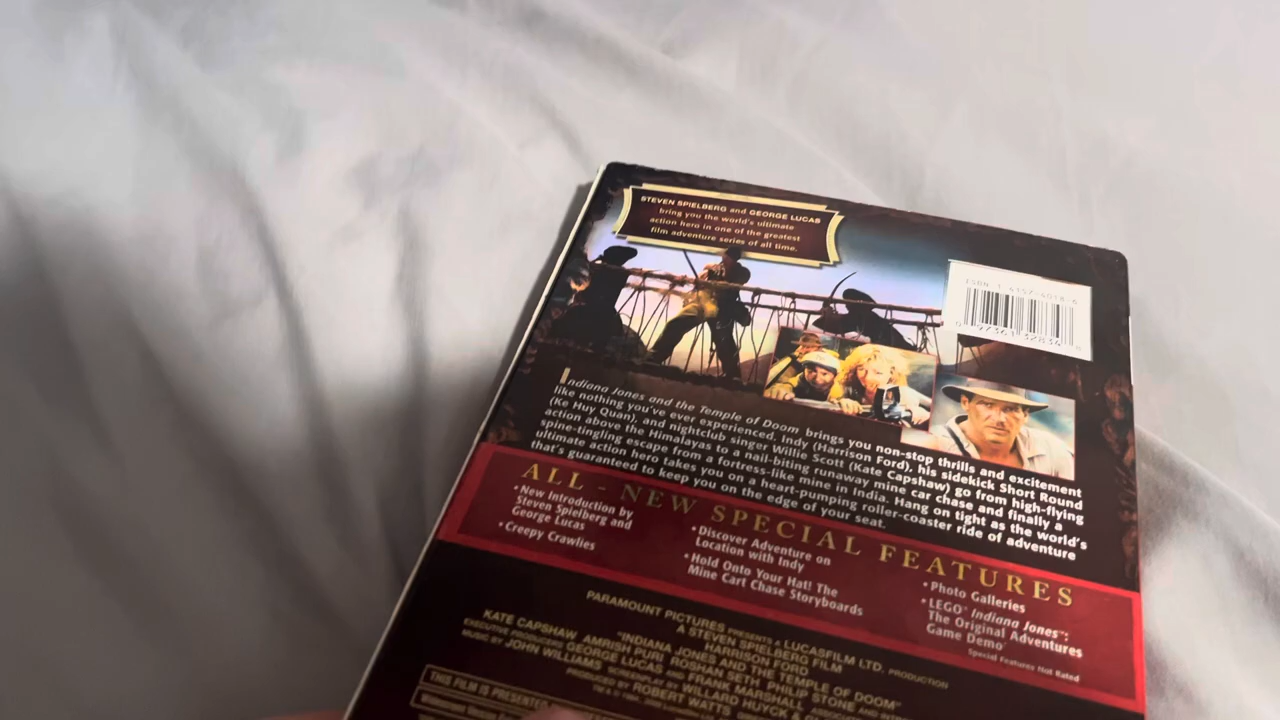 STEVEN SPIELBERG and GEORGE LUCAS
bring you the world's ultimate
action hero in one of the greatest
film adventure series of all time.
Indiana Jones and the Temple of Doom brings you non-stop thrills and excitement
like nothing you've ever experienced. Indy (Harrison Ford), his sidekick Short Round
(Ke Huy Quan), and nightclub singer Willie Scott (Kate Capshaw) go from high-flying
action above the Himalayas to a nail-biting runaway mine car chase and finally a
spine-tingling escape from a fortress-like mine in India. Hang on tight as the world's
ultimate action hero takes you on a heart-pumping roller-coaster ride of adventure
that's guaranteed to keep you on the edge of your seat.
ALL-NEW SPECIAL FEATURES
• New Introduction by
Steven Spielberg and
George Lucas
• Creepy Crawlies
• Discover Adventure on
Location with Indy
• Hold Onto Your Hat! The
Mine Cart Chase Storyboards
• Photo Galleries
• LEGO® Indiana Jones™:
The Original Adventures
Game Demo
Special Features Not Rated
PARAMOUNT PICTURES PRESENTS A LUCASFILM LTD. PRODUCTION
A STEVEN SPIELBERG FILM
HARRISON FORD
"INDIANA JONES AND THE TEMPLE OF DOOM"
KATE CAPSHAW AMRISH PURI ROSHAN SETH PHILIP STONE
EXECUTIVE PRODUCERS GEORGE LUCAS AND FRANK MARSHALL
MUSIC BY JOHN WILLIAMS SCREENPLAY BY WILLARD HUYCK &
PRODUCED BY ROBERT WATTS
THIS FILM IS PRESENTED